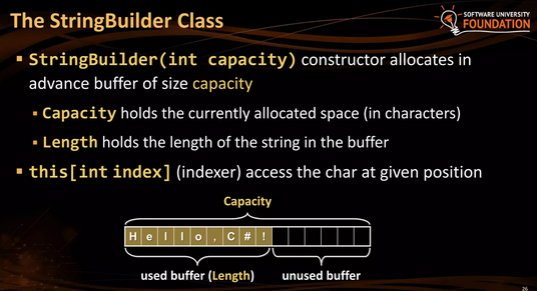 The StringBuilder Class
SOFTWARE UNIVERSITY
FOUNDATION
▪ StringBuilder(int capacity) constructor allocates in
advance buffer of size capacity
▪ Capacity holds the currently allocated space (in characters)
▪ Length holds the length of the string in the buffer
▪ this[int index] (indexer) access the char at given position
Capacity
H e l l o , C # !
used buffer (Length) unused buffer
26